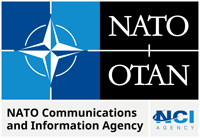 NATO
OTAN
NATO Communications
and Information Agency
NCI
AGENCY